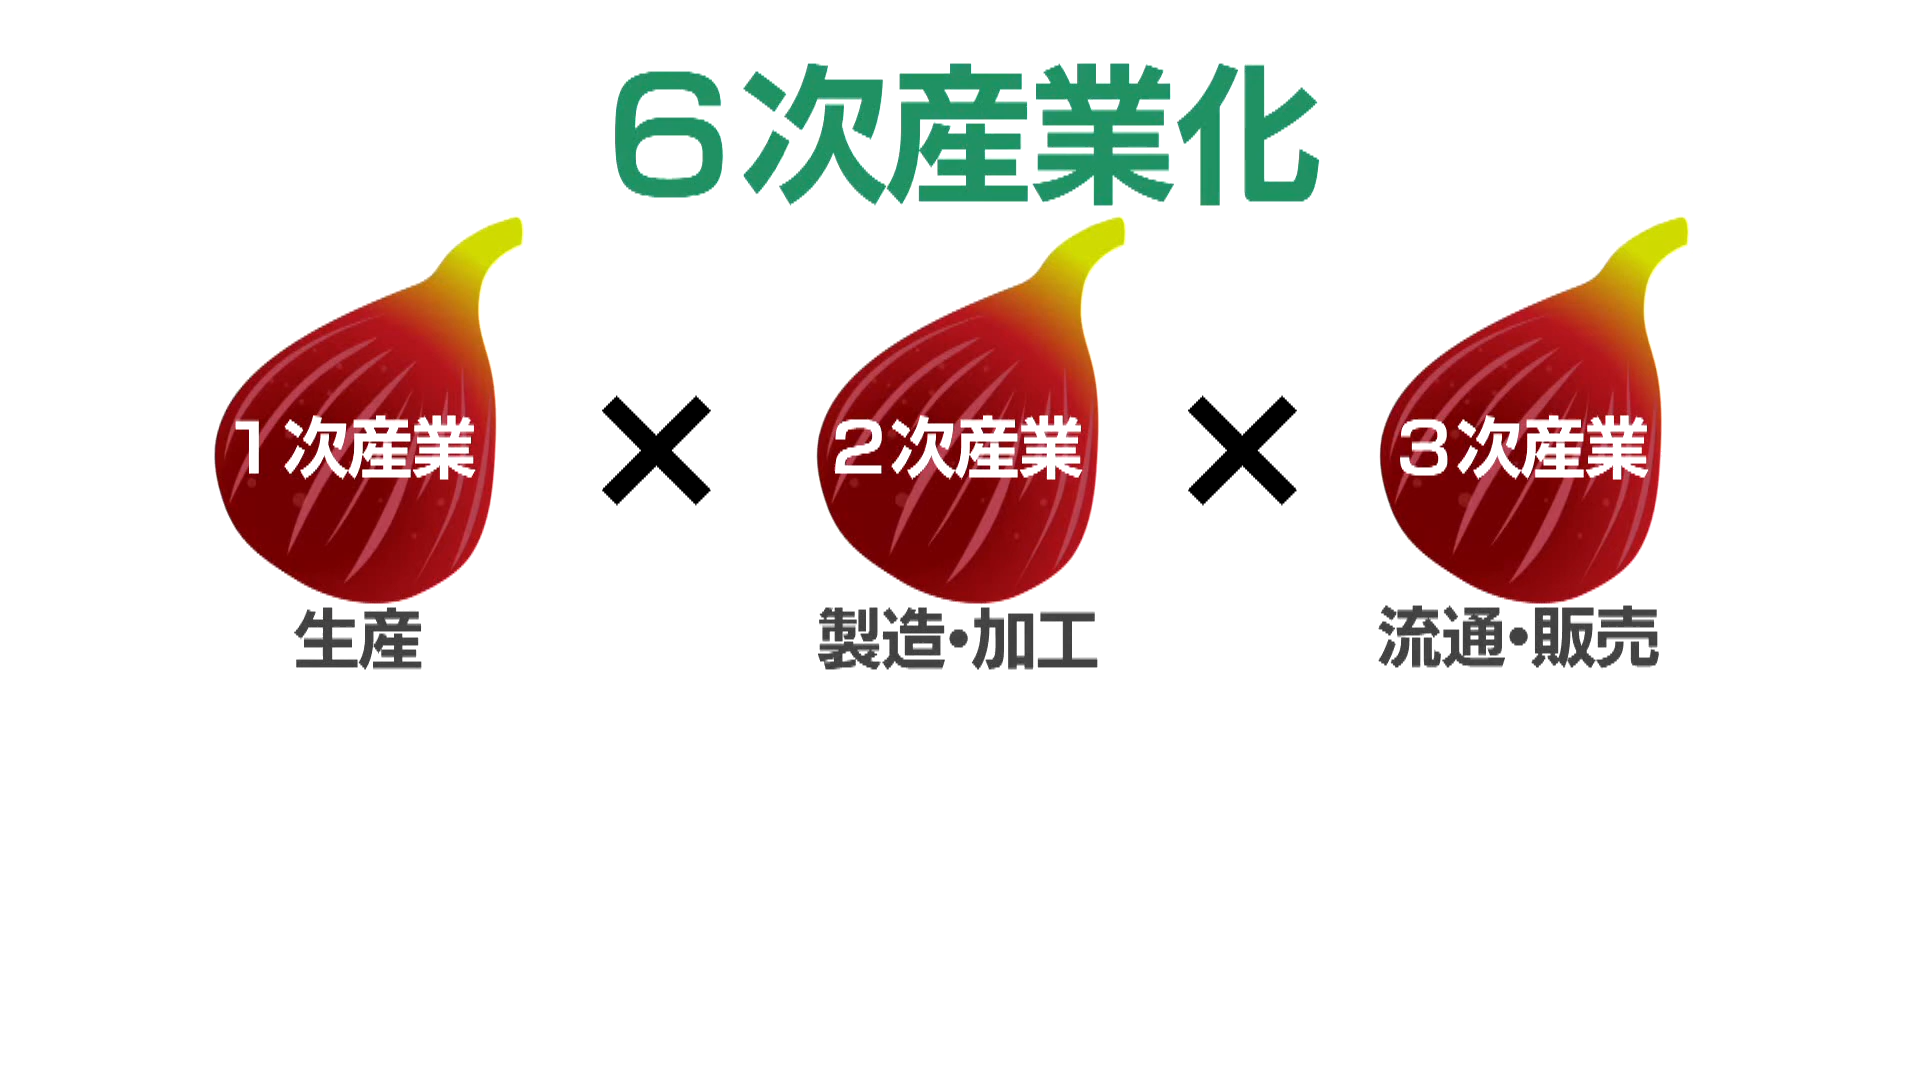 ６次産業化
１次産業
×
２次産業
×
３次産業
生産
製造・加工
流通・販売